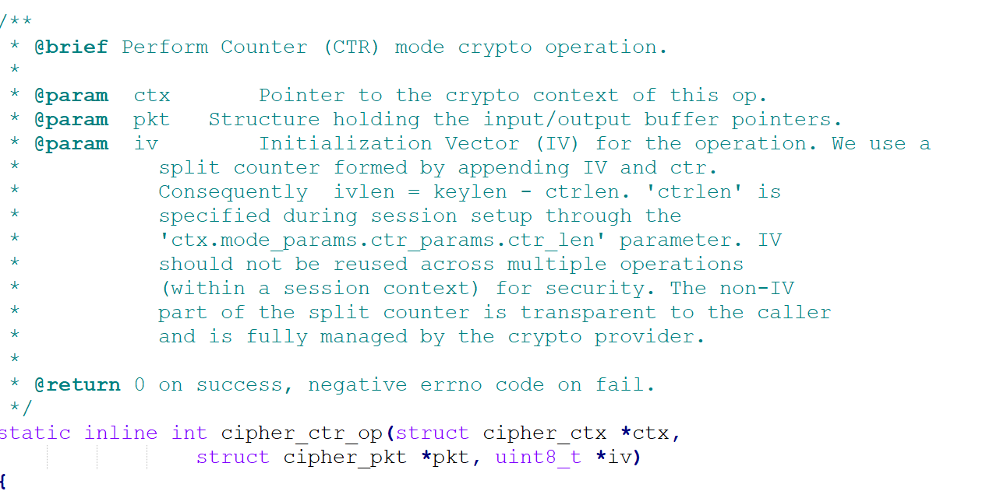 /**
 * @brief Perform Counter (CTR) mode crypto operation.
 *
 * @param  ctx       Pointer to the crypto context of this op.
 * @param  pkt   Structure holding the input/output buffer pointers.
 * @param  iv        Initialization Vector (IV) for the operation. We use a
 *           split counter formed by appending IV and ctr.
 *           Consequently  ivlen = keylen - ctrlen. 'ctrlen' is
 *           specified during session setup through the
 *           'ctx.mode_params.ctr_params.ctr_len' parameter. IV
 *           should not be reused across multiple operations
 *           (within a session context) for security. The non-IV
 *           part of the split counter is transparent to the caller
 *           and is fully managed by the crypto provider.
 *
 * @return 0 on success, negative errno code on fail.
 */
static inline int cipher_ctr_op(struct cipher_ctx *ctx,
                struct cipher_pkt *pkt, uint8_t *iv)
{